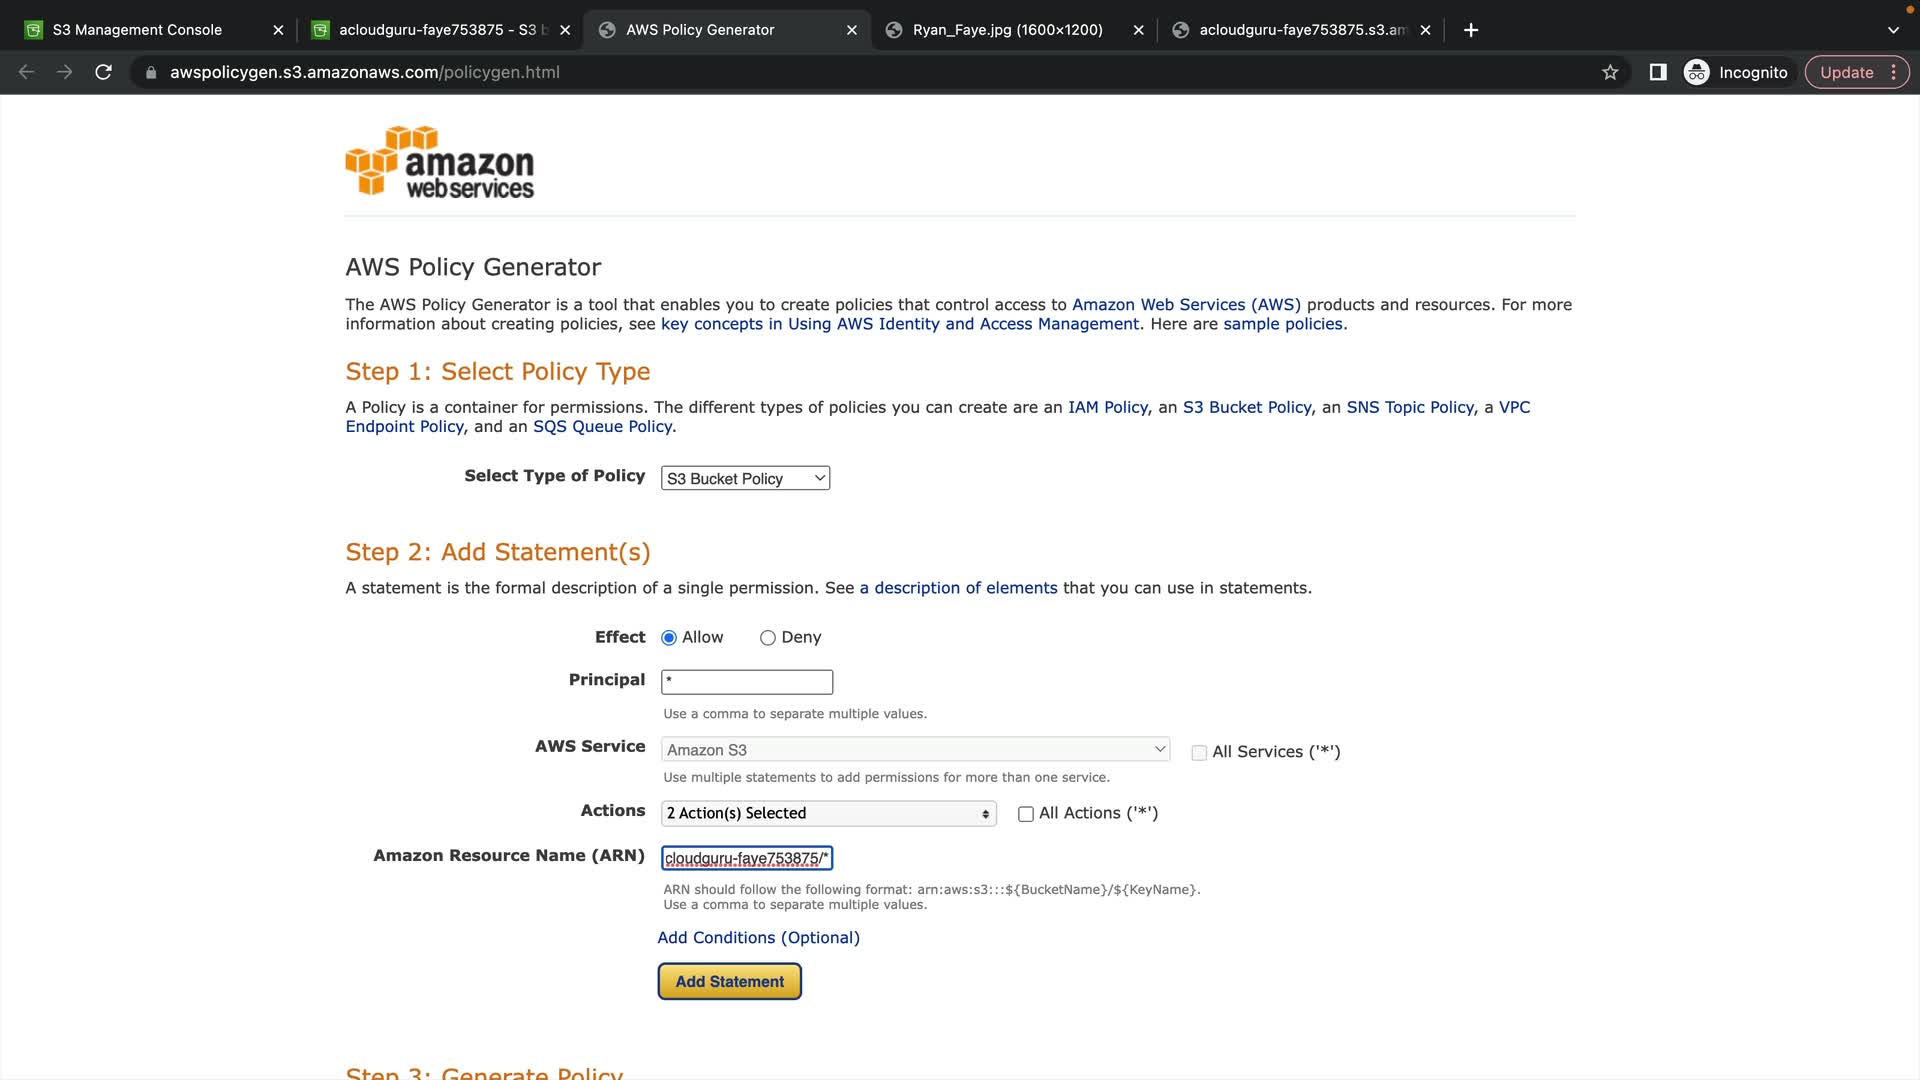 S3 Management Console
acloudguru-faye753875 - S3 b
AWS Policy Generator
Ryan_Faye.jpg (1600×1200)
acloudguru-faye753875.s3.am
awspolicygen.s3.amazonaws.com/policygen.html
Incognito
Update
amazon
webservices
AWS Policy Generator
The AWS Policy Generator is a tool that enables you to create policies that control access to Amazon Web Services (AWS) products and resources. For more
information about creating policies, see key concepts in Using AWS Identity and Access Management. Here are sample policies.
Step 1: Select Policy Type
A Policy is a container for permissions. The different types of policies you can create are an IAM Policy, an S3 Bucket Policy, an SNS Topic Policy, a VPC
Endpoint Policy, and an SQS Queue Policy.
Select Type of Policy S3 Bucket Policy
Step 2: Add Statement(s)
A statement is the formal description of a single permission. See a description of elements that you can use in statements.
Effect Allow Deny
Principal *
Use a comma to separate multiple values.
AWS Service Amazon S3 All Services ('*')
Use multiple statements to add permissions for more than one service.
Actions 2 Action(s) Selected All Actions ('*')
Amazon Resource Name (ARN) cloudguru-faye753875/*
ARN should follow the following format: arn:aws:s3:::${BucketName}/${KeyName}.
Use a comma to separate multiple values.
Add Conditions (Optional)
Add Statement
Step 3: Generate Policy